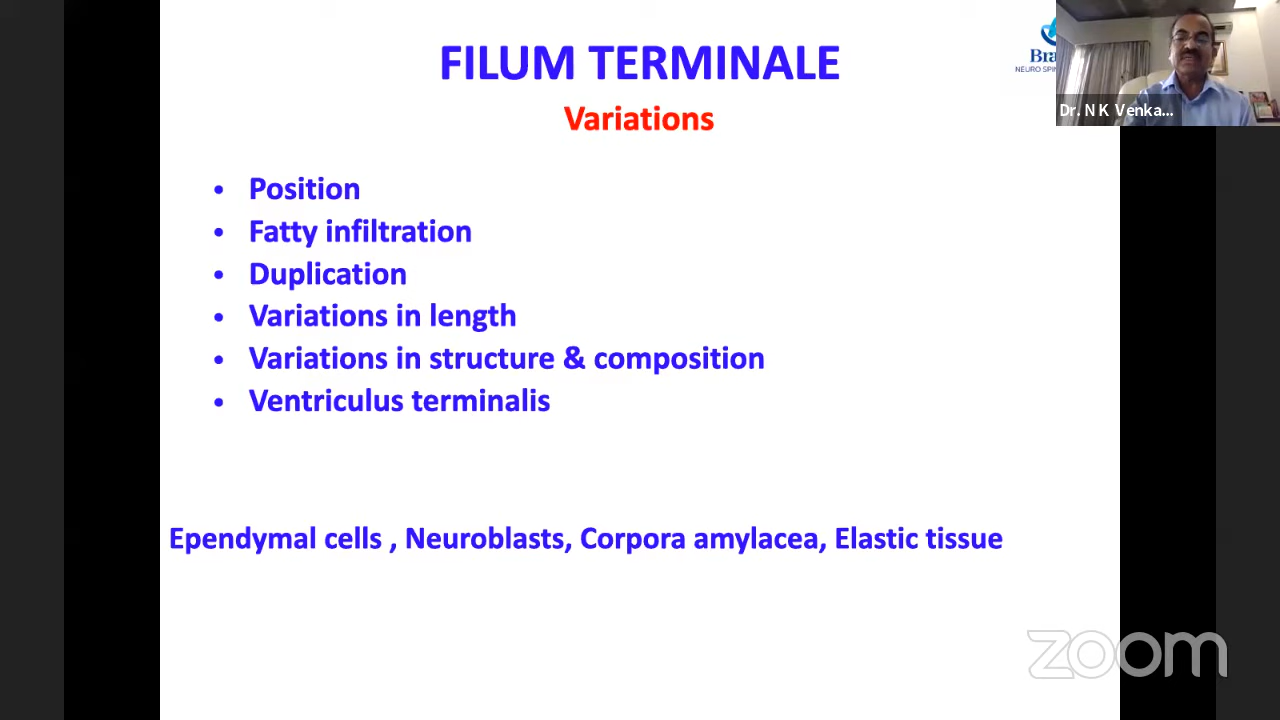 FILUM TERMINALE
Variations
• Position
• Fatty infiltration
• Duplication
• Variations in length
• Variations in structure & composition
• Ventriculus terminalis
Ependymal cells , Neuroblasts, Corpora amylacea, Elastic tissue
Dr. N K Venka...
zoom